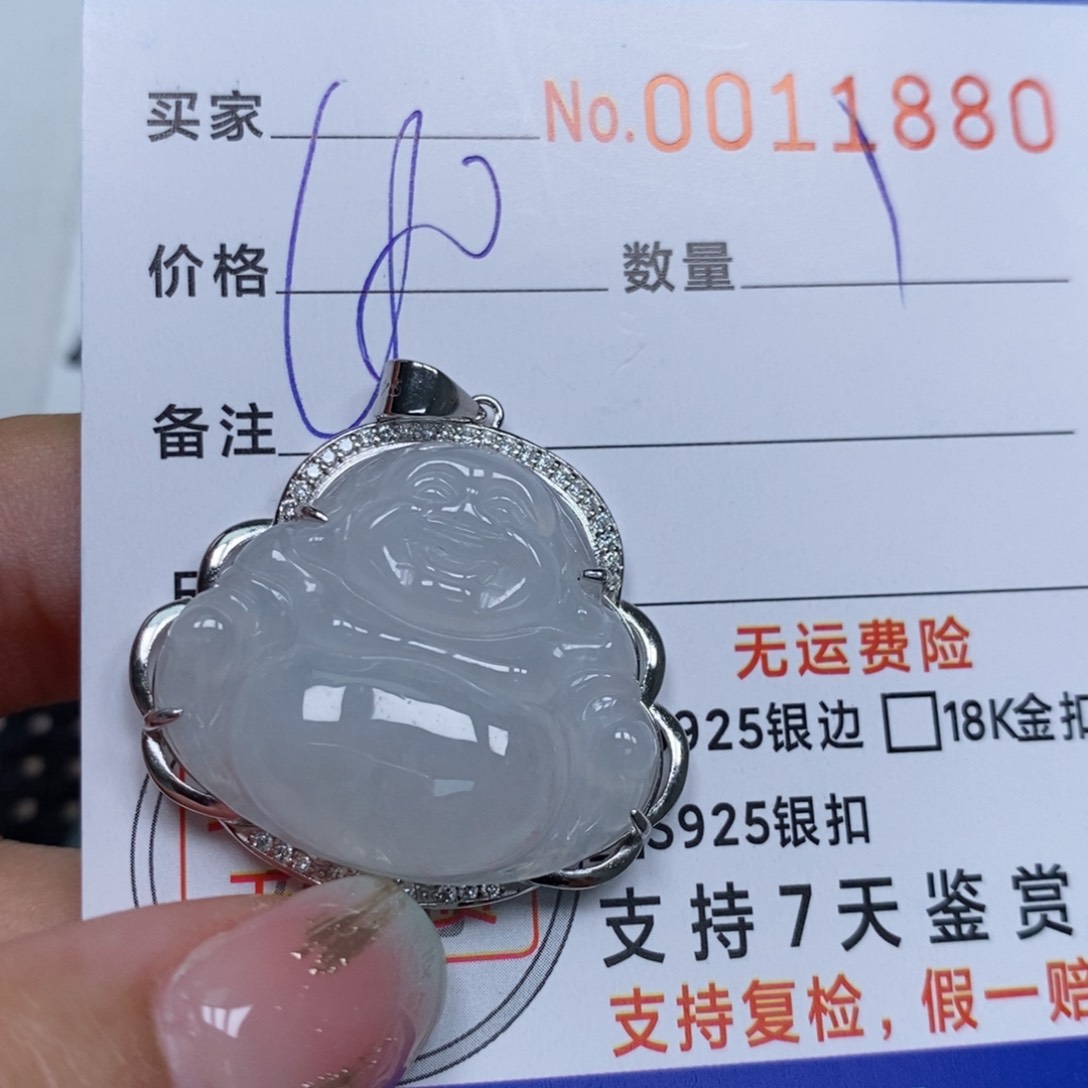 买家 No.0011880
价格 数量
备注
无运费险
925银边 □18K金扣
S925银扣
支持7天鉴赏
支持复检，假一赔